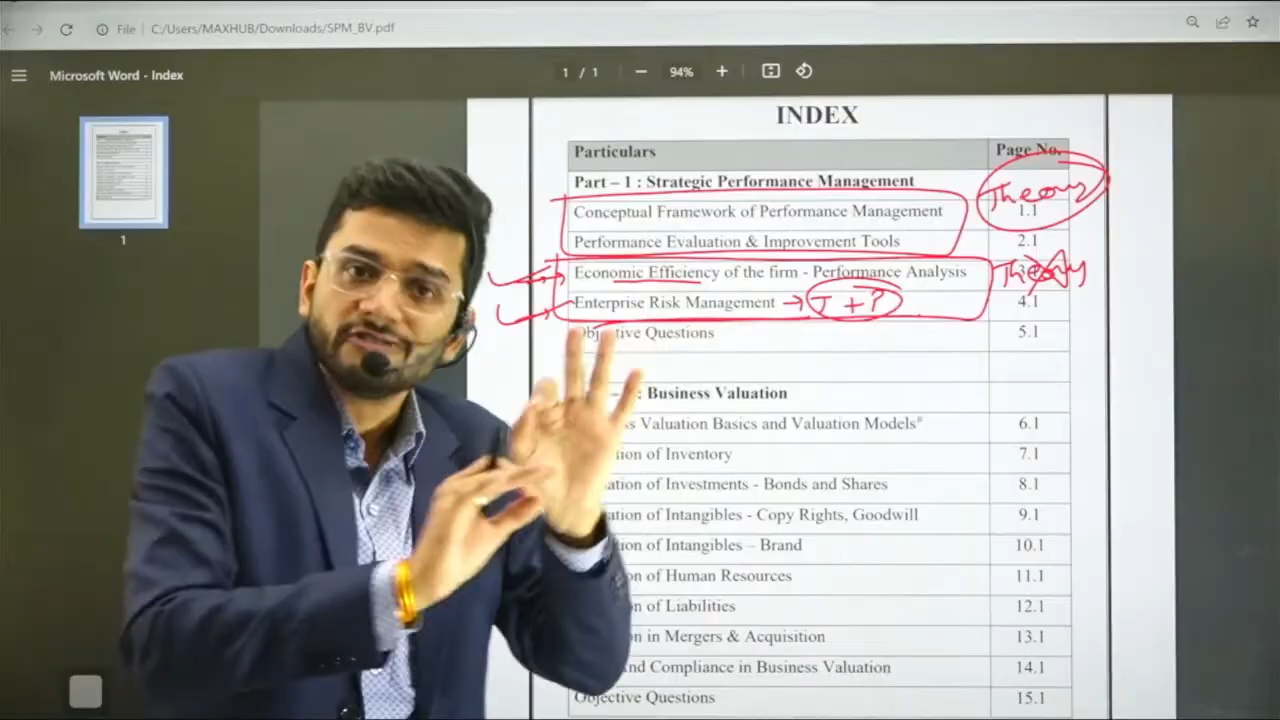 File C:/Users/MAXHUB/Downloads/SPM_BV.pdf
Microsoft Word - Index
1 / 1 — 94% +
1
INDEX
Particulars Page No.
Part – 1 : Strategic Performance Management
Theory
Conceptual Framework of Performance Management 1.1
Performance Evaluation & Improvement Tools 2.1
Economic Efficiency of the firm - Performance Analysis
Enterprise Risk Management → T + P 4.1
Objective Questions 5.1
: Business Valuation
Valuation Basics and Valuation Models 6.1
of Inventory 7.1
of Investments - Bonds and Shares 8.1
of Intangibles - Copy Rights, Goodwill 9.1
of Intangibles – Brand 10.1
of Human Resources 11.1
of Liabilities 12.1
in Mergers & Acquisition 13.1
Compliance in Business Valuation 14.1
Objective Questions 15.1